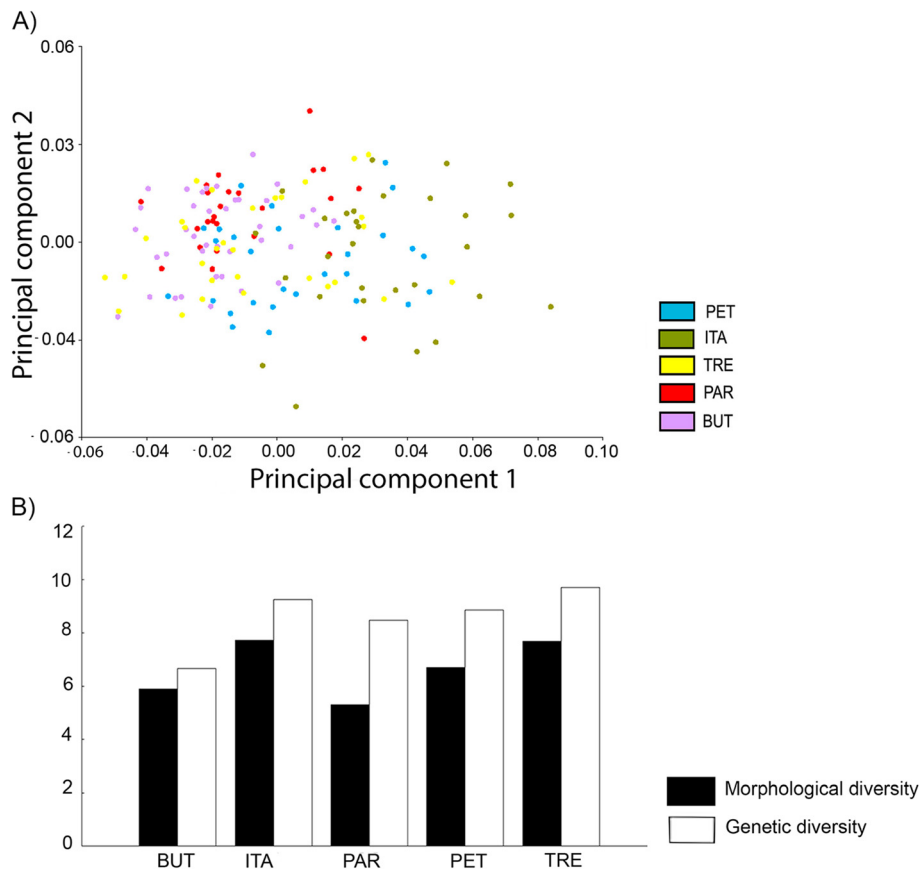 A)
Principal component 2
0.06
0.03
0.00
-0.04
-0.06
-0.06
-0.04
-0.02
0.00
0.02
0.04
0.06
0.08
0.10
Principal component 1
PET
ITA
TRE
PAR
BUT
B)
12
10
8
6
4
2
0
BUT
ITA
PAR
PET
TRE
Morphological diversity
Genetic diversity